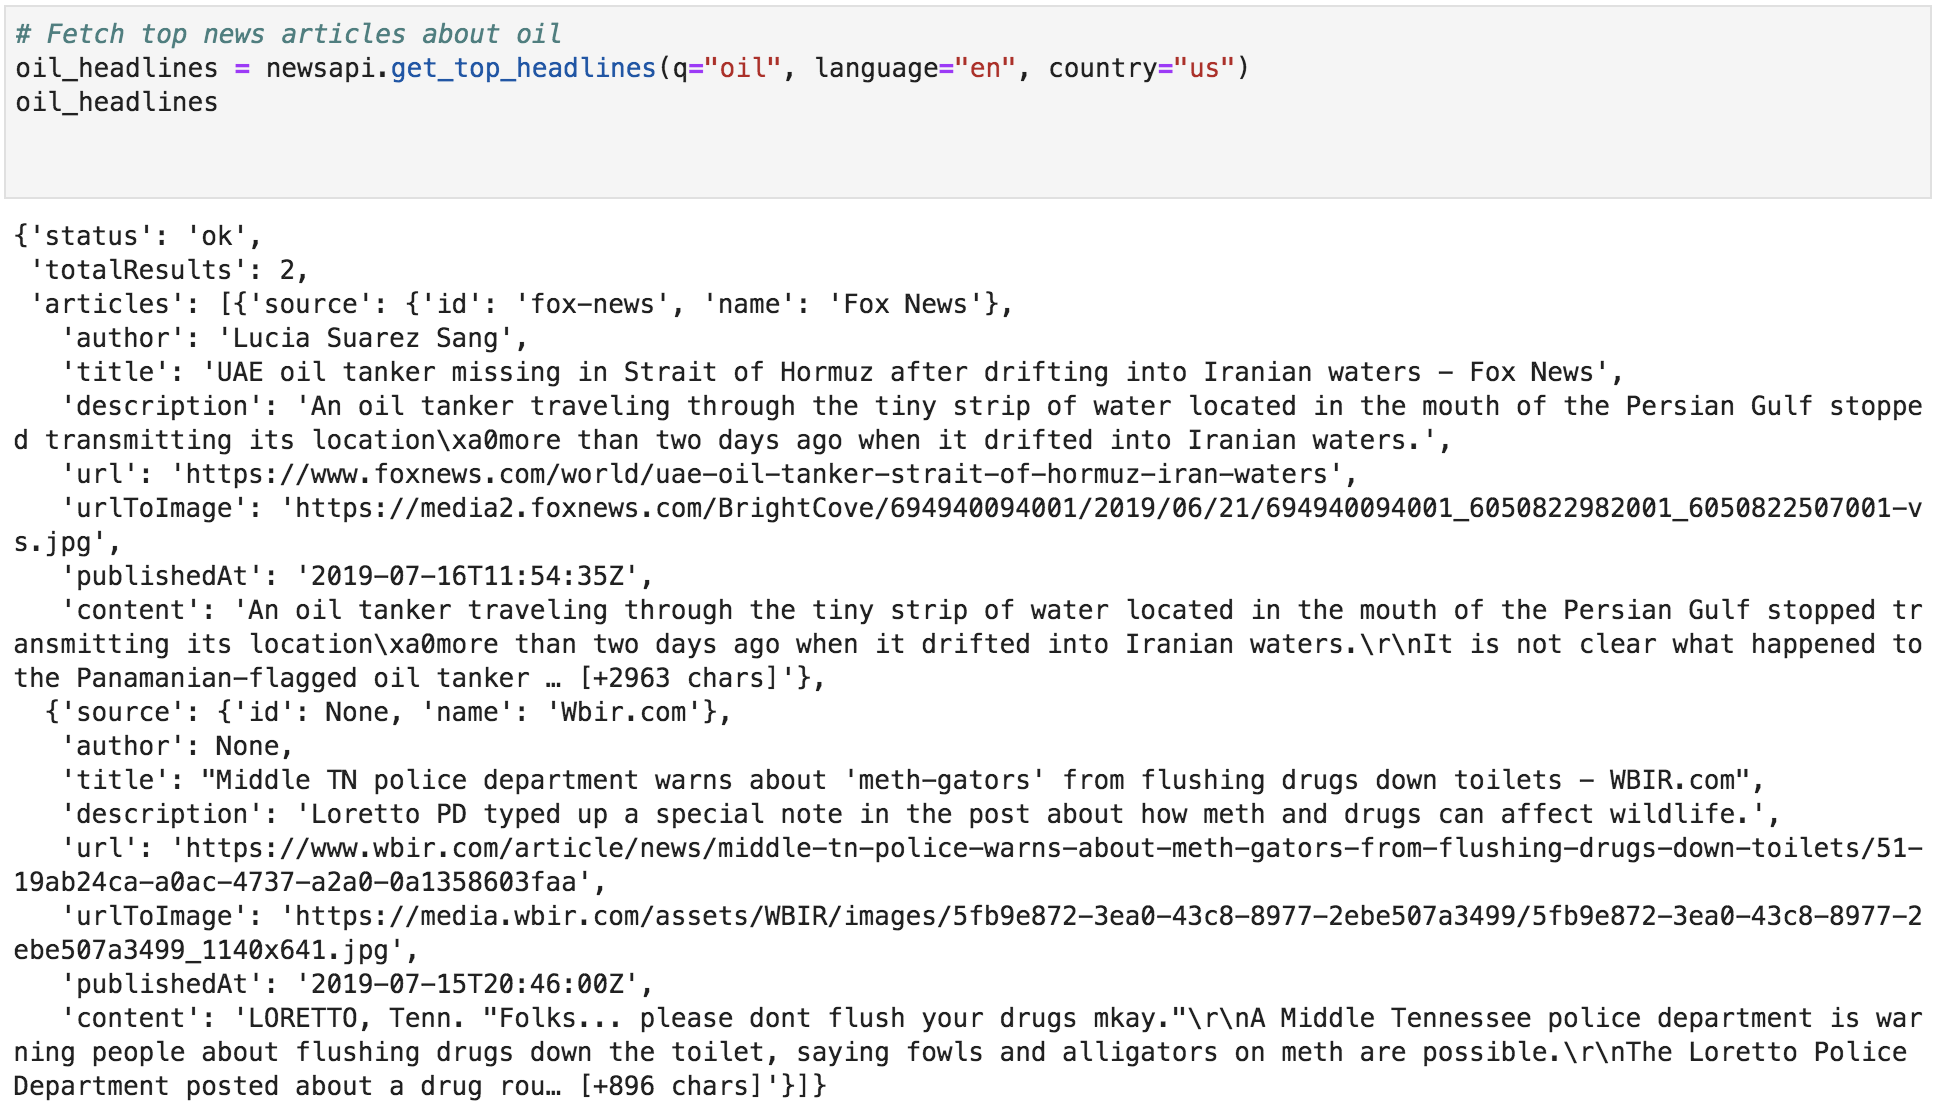 # Fetch top news articles about oil
oil_headlines = newsapi.get_top_headlines(q="oil", language="en", country="us")
oil_headlines
{'status': 'ok',
 'totalResults': 2,
 'articles': [{'source': {'id': 'fox-news', 'name': 'Fox News'},
   'author': 'Lucia Suarez Sang',
   'title': 'UAE oil tanker missing in Strait of Hormuz after drifting into Iranian waters - Fox News',
   'description': 'An oil tanker traveling through the tiny strip of water located in the mouth of the Persian Gulf stoppe
d transmitting its location\xa0more than two days ago when it drifted into Iranian waters.',
   'url': 'https://www.foxnews.com/world/uae-oil-tanker-strait-of-hormuz-iran-waters',
   'urlToImage': 'https://media2.foxnews.com/BrightCove/694940094001/2019/06/21/694940094001_6050822982001_6050822507001-v
s.jpg',
   'publishedAt': '2019-07-16T11:54:35Z',
   'content': 'An oil tanker traveling through the tiny strip of water located in the mouth of the Persian Gulf stopped tr
ansmitting its location\xa0more than two days ago when it drifted into Iranian waters.\r\nIt is not clear what happened to
the Panamanian-flagged oil tanker … [+2963 chars]'},
  {'source': {'id': None, 'name': 'Wbir.com'},
   'author': None,
   'title': "Middle TN police department warns about 'meth-gators' from flushing drugs down toilets - WBIR.com",
   'description': 'Loretto PD typed up a special note in the post about how meth and drugs can affect wildlife.',
   'url': 'https://www.wbir.com/article/news/middle-tn-police-warns-about-meth-gators-from-flushing-drugs-down-toilets/51-
19ab24ca-a0ac-4737-a2a0-0a1358603faa',
   'urlToImage': 'https://media.wbir.com/assets/WBIR/images/5fb9e872-3ea0-43c8-8977-2ebe507a3499/5fb9e872-3ea0-43c8-8977-2
ebe507a3499_1140x641.jpg',
   'publishedAt': '2019-07-15T20:46:00Z',
   'content': 'LORETTO, Tenn. "Folks... please dont flush your drugs mkay."\r\nA Middle Tennessee police department is war
ning people about flushing drugs down the toilet, saying fowls and alligators on meth are possible.\r\nThe Loretto Police
Department posted about a drug rou… [+896 chars]'}]}